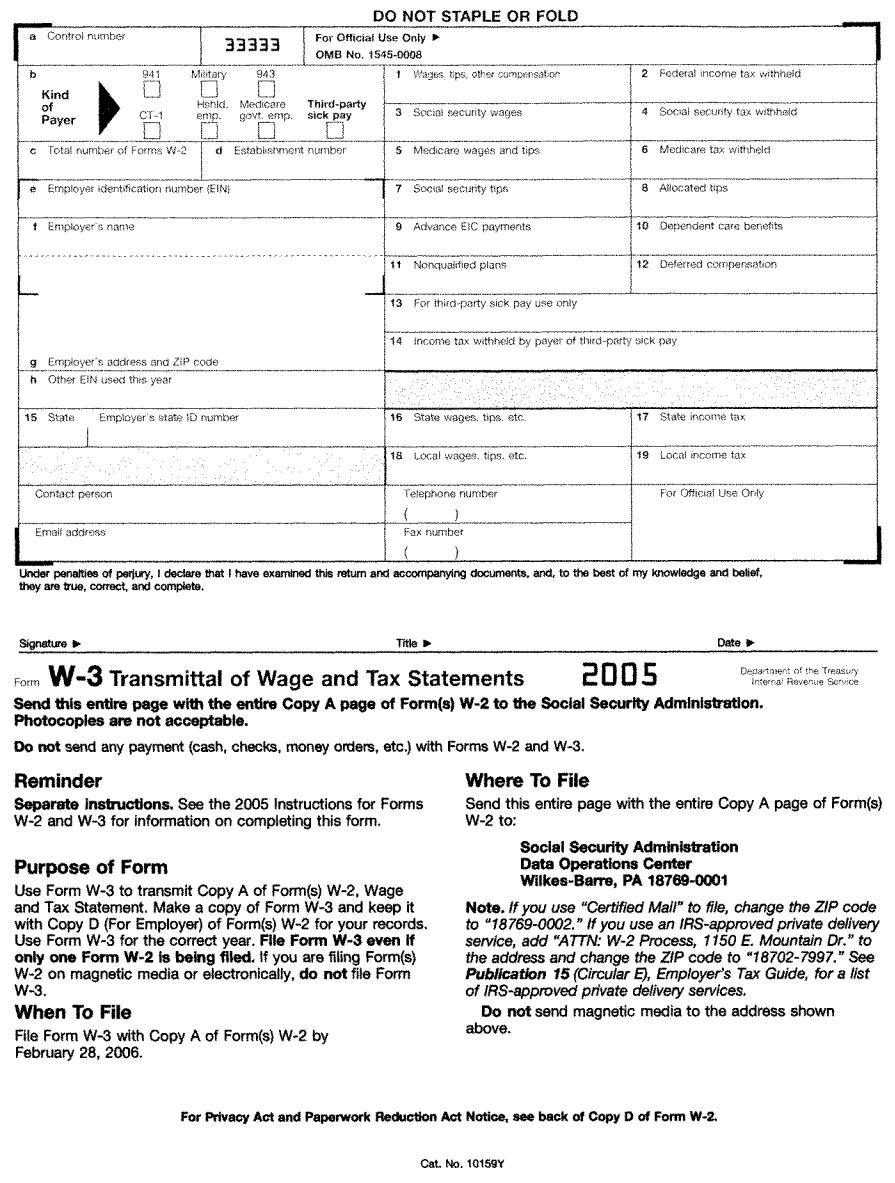 DO NOT STAPLE OR FOLD
a Control number
33333
For Official Use Only ►
OMB No. 1545-0008
b
Kind
of
Payer
941 Military 943
CT-1
Hshld.
emp.
Medicare
govt. emp.
Third-party
sick pay
1 Wages, tips, other compensation
2 Federal income tax withheld
3 Social security wages
4 Social security tax withheld
c Total number of Forms W-2
d Establishment number
5 Medicare wages and tips
6 Medicare tax withheld
e Employer identification number (EIN)
7 Social security tips
8 Allocated tips
f Employer's name
9 Advance EIC payments
10 Dependent care benefits
11 Nonqualified plans
12 Deferred compensation
13 For third-party sick pay use only
14 Income tax withheld by payer of third-party sick pay
g Employer's address and ZIP code
h Other EIN used this year
15 State Employer's state ID number
16 State wages, tips, etc.
17 State income tax
18 Local wages, tips, etc.
19 Local income tax
Contact person
Telephone number
( )
For Official Use Only
Email address
Fax number
( )
Under penalties of perjury, I declare that I have examined this return and accompanying documents, and, to the best of my knowledge and belief,
they are true, correct, and complete.
Signature ► Title ► Date ►
Form W-3 Transmittal of Wage and Tax Statements 2005
Department of the Treasury
Internal Revenue Service
Send this entire page with the entire Copy A page of Form(s) W-2 to the Social Security Administration.
Photocopies are not acceptable.
Do not send any payment (cash, checks, money orders, etc.) with Forms W-2 and W-3.
Reminder
Separate instructions. See the 2005 Instructions for Forms
W-2 and W-3 for information on completing this form.
Purpose of Form
Use Form W-3 to transmit Copy A of Form(s) W-2, Wage
and Tax Statement. Make a copy of Form W-3 and keep it
with Copy D (For Employer) of Form(s) W-2 for your records.
Use Form W-3 for the correct year. File Form W-3 even if
only one Form W-2 is being filed. If you are filing Form(s)
W-2 on magnetic media or electronically, do not file Form
W-3.
When To File
File Form W-3 with Copy A of Form(s) W-2 by
February 28, 2006.
Where To File
Send this entire page with the entire Copy A page of Form(s)
W-2 to:
Social Security Administration
Data Operations Center
Wilkes-Barre, PA 18769-0001
Note. If you use "Certified Mail" to file, change the ZIP code
to "18769-0002." If you use an IRS-approved private delivery
service, add "ATTN: W-2 Process, 1150 E. Mountain Dr." to
the address and change the ZIP code to "18702-7997." See
Publication 15 (Circular E), Employer's Tax Guide, for a list
of IRS-approved private delivery services.
Do not send magnetic media to the address shown
above.
For Privacy Act and Paperwork Reduction Act Notice, see back of Copy D of Form W-2.
Cat. No. 10159Y